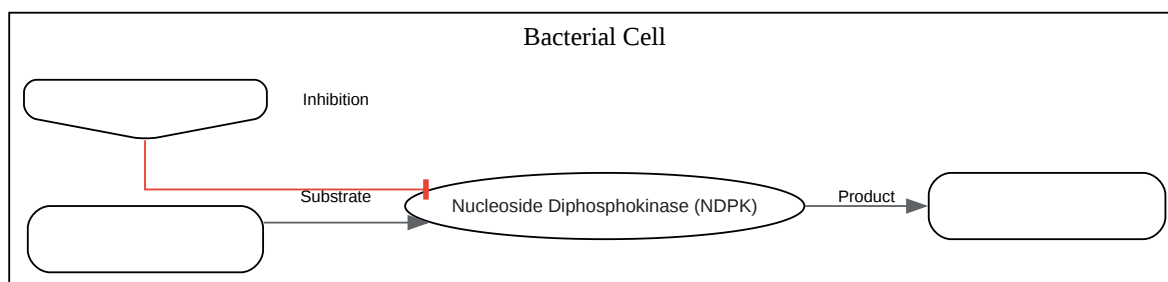 Bacterial Cell
Inhibition
Substrate
Nucleoside Diphosphokinase (NDPK)
Product